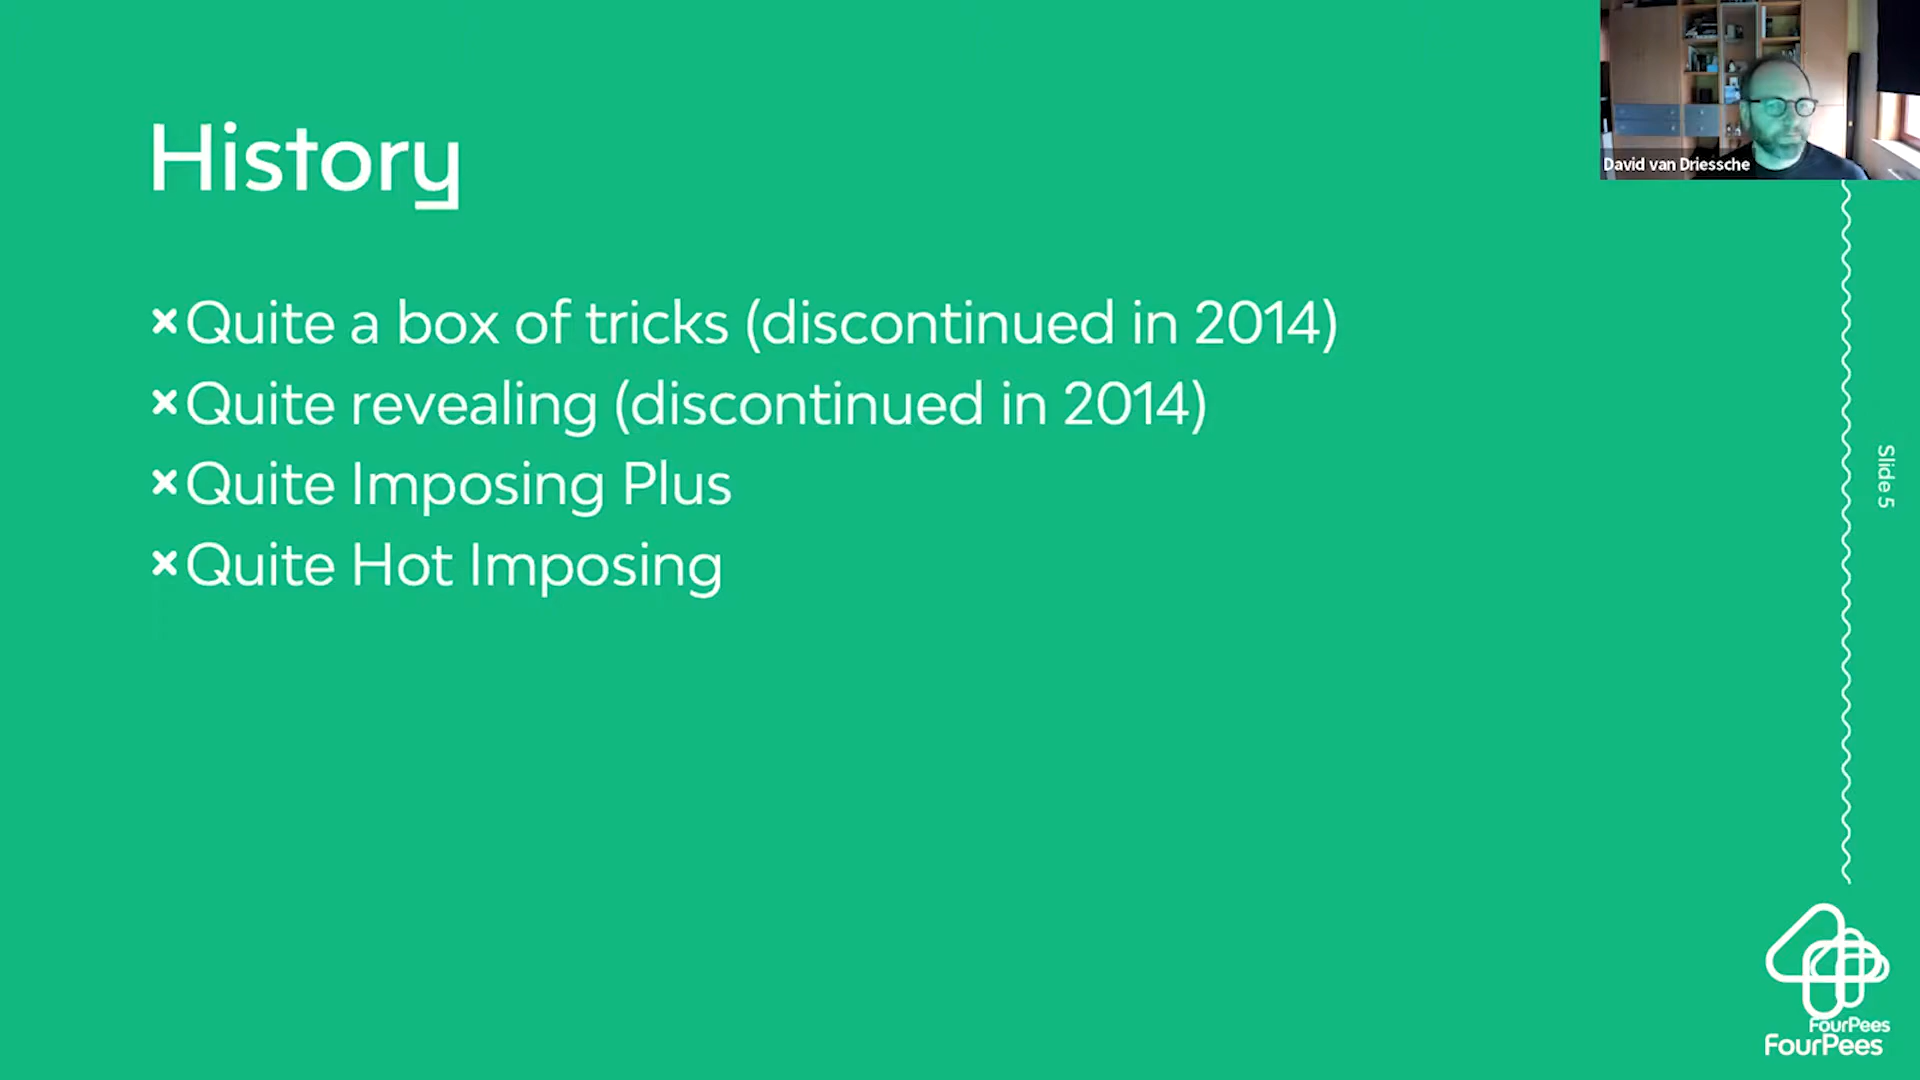 History
×Quite a box of tricks (discontinued in 2014)
×Quite revealing (discontinued in 2014)
×Quite Imposing Plus
×Quite Hot Imposing
David van Driessche
Slide 5
FourPees
FourPees